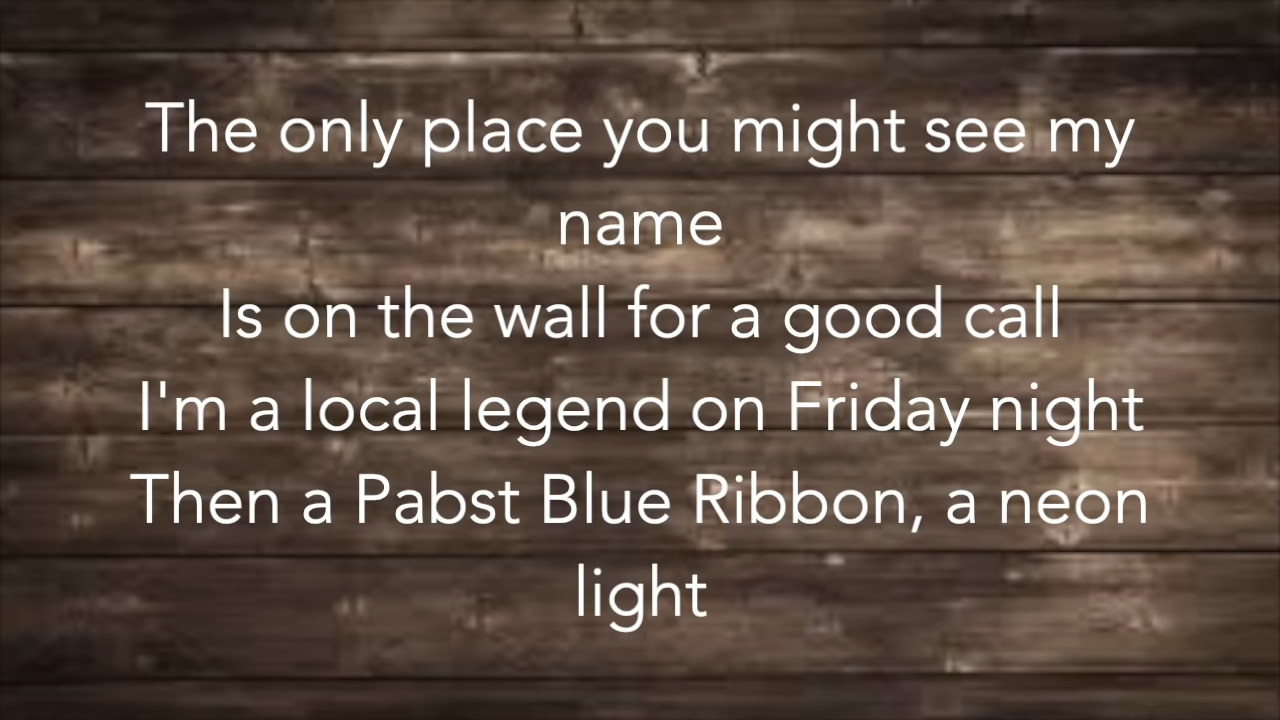 The only place you might see my
name
Is on the wall for a good call
I'm a local legend on Friday night
Then a Pabst Blue Ribbon, a neon
light